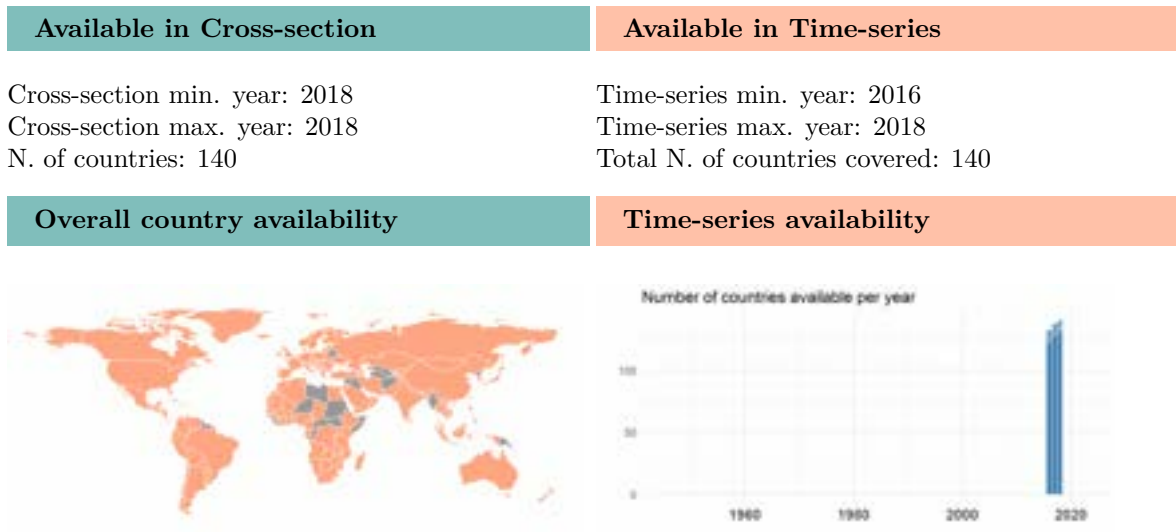 Available in Cross-section
Available in Time-series
Cross-section min. year: 2018
Cross-section max. year: 2018
N. of countries: 140
Time-series min. year: 2016
Time-series max. year: 2018
Total N. of countries covered: 140
Overall country availability
Time-series availability
Number of countries available per year
100
50
0
1960
1980
2000
2020